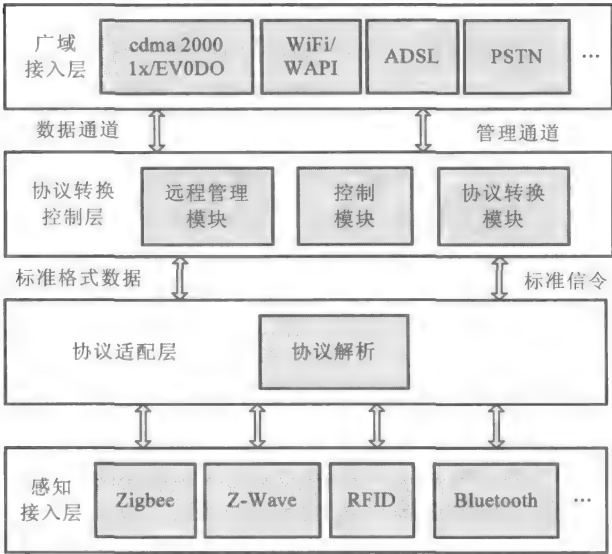 广域
接入层
cdma 2000
1x/EV0DO
WiFi/
WAPI
ADSL
PSTN
…
数据通道
管理通道
协议转换
控制层
远程管理
模块
控制
模块
协议转换
模块
标准格式数据
标准信令
协议适配层
协议解析
感知
接入层
Zigbee
Z-Wave
RFID
Bluetooth
…